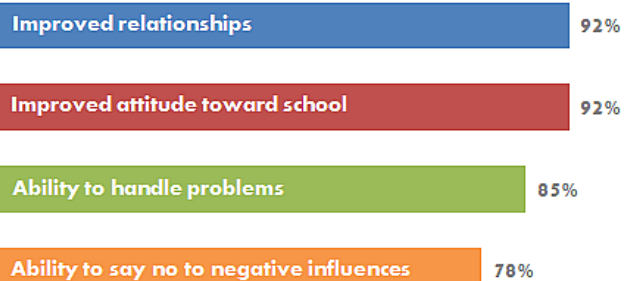 Improved relationships 92%
Improved attitude toward school 92%
Ability to handle problems 85%
Ability to say no to negative influences 78%